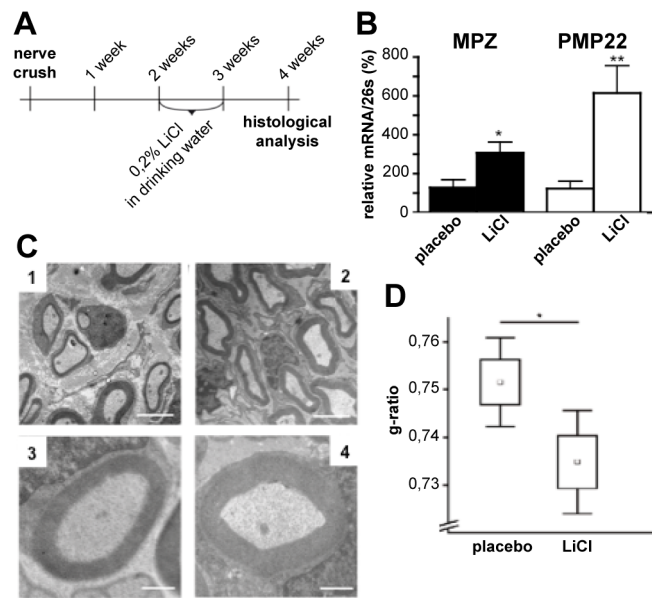 A
nerve
crush
1 week
2 weeks
3 weeks
4 weeks
0,2% LiCl
in drinking water
histological
analysis
B
MPZ
PMP22
relative mRNA/26s (%)
800
600
400
200
0
*
**
placebo
LiCl
placebo
LiCl
C
1
2
3
4
D
*
g-ratio
0,76
0,75
0,74
0,73
placebo
LiCl